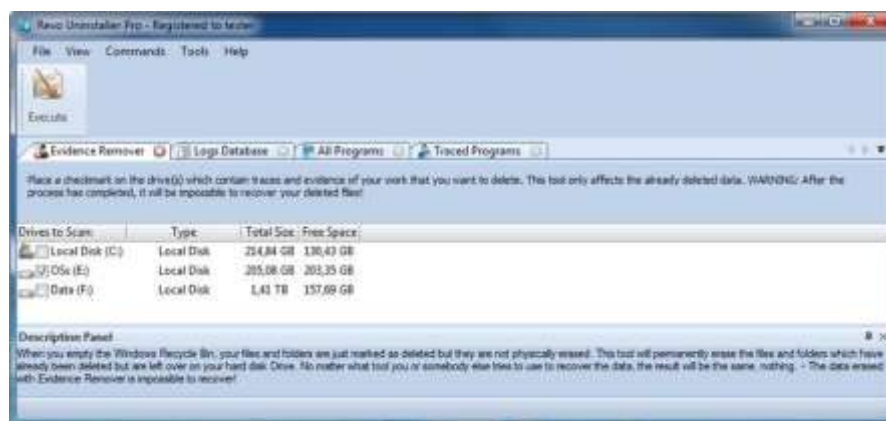 Revo Uninstaller Pro - Registered to tester
File View Commands Tools Help
Execute
Evidence Remover Logs Database All Programs Traced Programs
Place a checkmark on the drive(s) which contain traces and evidence of your work that you want to delete. This tool only affects the already deleted data. WARNING: After the
process has completed, it will be impossible to recover your deleted files!
Drives to Scan: Type Total Size Free Space
Local Disk (C:) Local Disk 214,84 GB 130,43 GB
OSs (E:) Local Disk 205,08 GB 203,35 GB
Data (F:) Local Disk 1,41 TB 157,69 GB
Description Panel
When you empty the Windows Recycle Bin, your files and folders are just marked as deleted but they are not physically erased. This tool will permanently erase the files and folders which have
already been deleted but are left over on your hard disk Drive. No matter what tool you or somebody else tries to use to recover the data, the result will be the same, nothing. - The data erased
with Evidence Remover is impossible to recover!